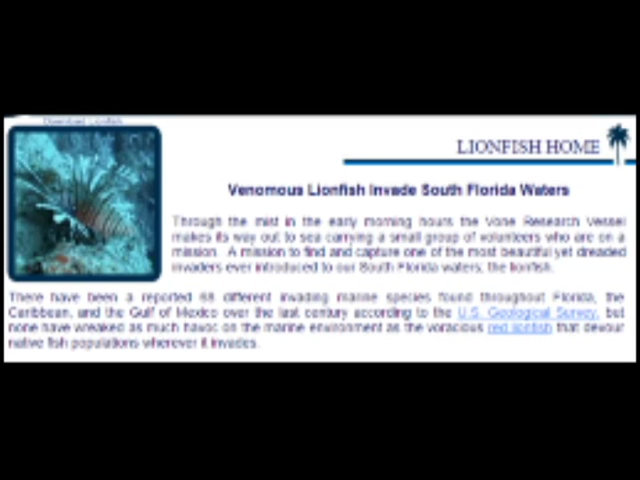 Download Lionfish
LIONFISH HOME
Venomous Lionfish Invade South Florida Waters
Through the mist in the early morning hours the Vone Research Vessel
makes its way out to sea carrying a small group of volunteers who are on a
mission. A mission to find and capture one of the most beautiful yet dreaded
invaders ever introduced to our South Florida waters, the lionfish.
There have been a reported 68 different invading marine species found throughout Florida, the
Caribbean, and the Gulf of Mexico over the last century according to the U.S. Geological Survey, but
none have wreaked as much havoc on the marine environment as the voracious red lionfish that devour
native fish populations wherever it invades.